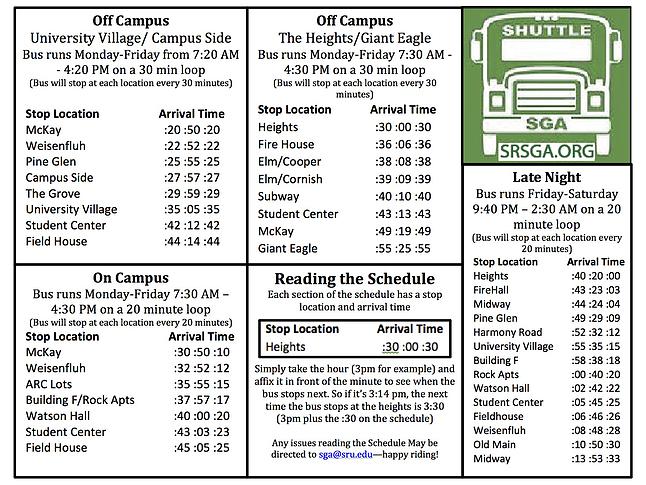 Off Campus
University Village/ Campus Side
Bus runs Monday-Friday from 7:20 AM
- 4:20 PM on a 30 min loop
(Bus will stop at each location every 30 minutes)
Stop Location Arrival Time
McKay :20 :50 :20
Weisenfluh :22 :52 :22
Pine Glen :25 :55 :25
Campus Side :27 :57 :27
The Grove :29 :59 :29
University Village :35 :05 :35
Student Center :42 :12 :42
Field House :44 :14 :44
Off Campus
The Heights/Giant Eagle
Bus runs Monday-Friday 7:30 AM -
4:30 PM on a 30 min loop
(Bus will stop at each location every 30
minutes)
Stop Location Arrival Time
Heights :30 :00 :30
Fire House :36 :06 :36
Elm/Cooper :38 :08 :38
Elm/Cornish :39 :09 :39
Subway :40 :10 :40
Student Center :43 :13 :43
McKay :49 :19 :49
Giant Eagle :55 :25 :55
SHUTTLE
SGA
SRSGA.ORG
Late Night
Bus runs Friday-Saturday
9:40 PM – 2:30 AM on a 20
minute loop
(Bus will stop at each location every
20 minutes)
Stop Location Arrival Time
Heights :40 :20 :00
FireHall :43 :23 :03
Midway :44 :24 :04
Pine Glen :49 :29 :09
Harmony Road :52 :32 :12
University Village :55 :35 :15
Building F :58 :38 :18
Rock Apts :00 :40 :20
Watson Hall :02 :42 :22
Student Center :05 :45 :25
Fieldhouse :06 :46 :26
Weisenfluh :08 :48 :28
Old Main :10 :50 :30
Midway :13 :53 :33
On Campus
Bus runs Monday-Friday 7:30 AM –
4:30 PM on a 20 minute loop
(Bus will stop at each location every 20 minutes)
Stop Location Arrival Time
McKay :30 :50 :10
Weisenfluh :32 :52 :12
ARC Lots :35 :55 :15
Building F/Rock Apts :37 :57 :17
Watson Hall :40 :00 :20
Student Center :43 :03 :23
Field House :45 :05 :25
Reading the Schedule
Each section of the schedule has a stop
location and arrival time
Stop Location Arrival Time
Heights :30 :00 :30
Simply take the hour (3pm for example) and
affix it in front of the minute to see when the
bus stops next. So if it's 3:14 pm, the next
time the bus stops at the heights is 3:30
(3pm plus the :30 on the schedule)
Any issues reading the Schedule May be
directed to sga@sru.edu—happy riding!